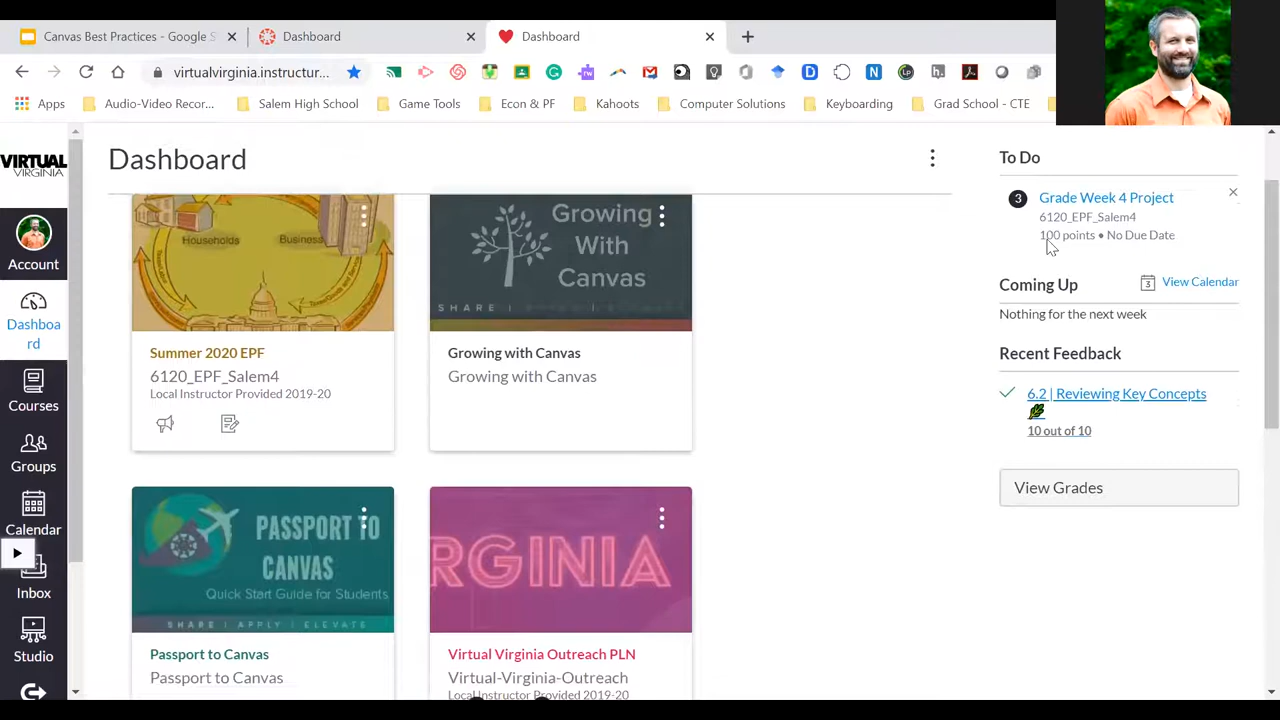 Canvas Best Practices - Google S
Dashboard
Dashboard
virtualvirginia.instructur...
Apps
Audio-Video Recor...
Salem High School
Game Tools
Econ & PF
Kahoots
Computer Solutions
Keyboarding
Grad School - CTE
VIRTUAL
VIRGINIA
Account
Dashboa
rd
Courses
Groups
Calendar
Inbox
Studio
Dashboard
Households
Business
Summer 2020 EPF
6120_EPF_Salem4
Local Instructor Provided 2019-20
Growing
With
Canvas
SHARE |
Growing with Canvas
Growing with Canvas
PASSPORT TO
CANVAS
Quick Start Guide for Students
SHARE | APPLY | ELEVATE
Passport to Canvas
Passport to Canvas
RGINIA
Virtual Virginia Outreach PLN
Virtual-Virginia-Outreach
Local Instructor Provided 2019-20
To Do
3
Grade Week 4 Project
6120_EPF_Salem4
100 points • No Due Date
Coming Up
3
View Calendar
Nothing for the next week
Recent Feedback
6.2 | Reviewing Key Concepts
10 out of 10
View Grades